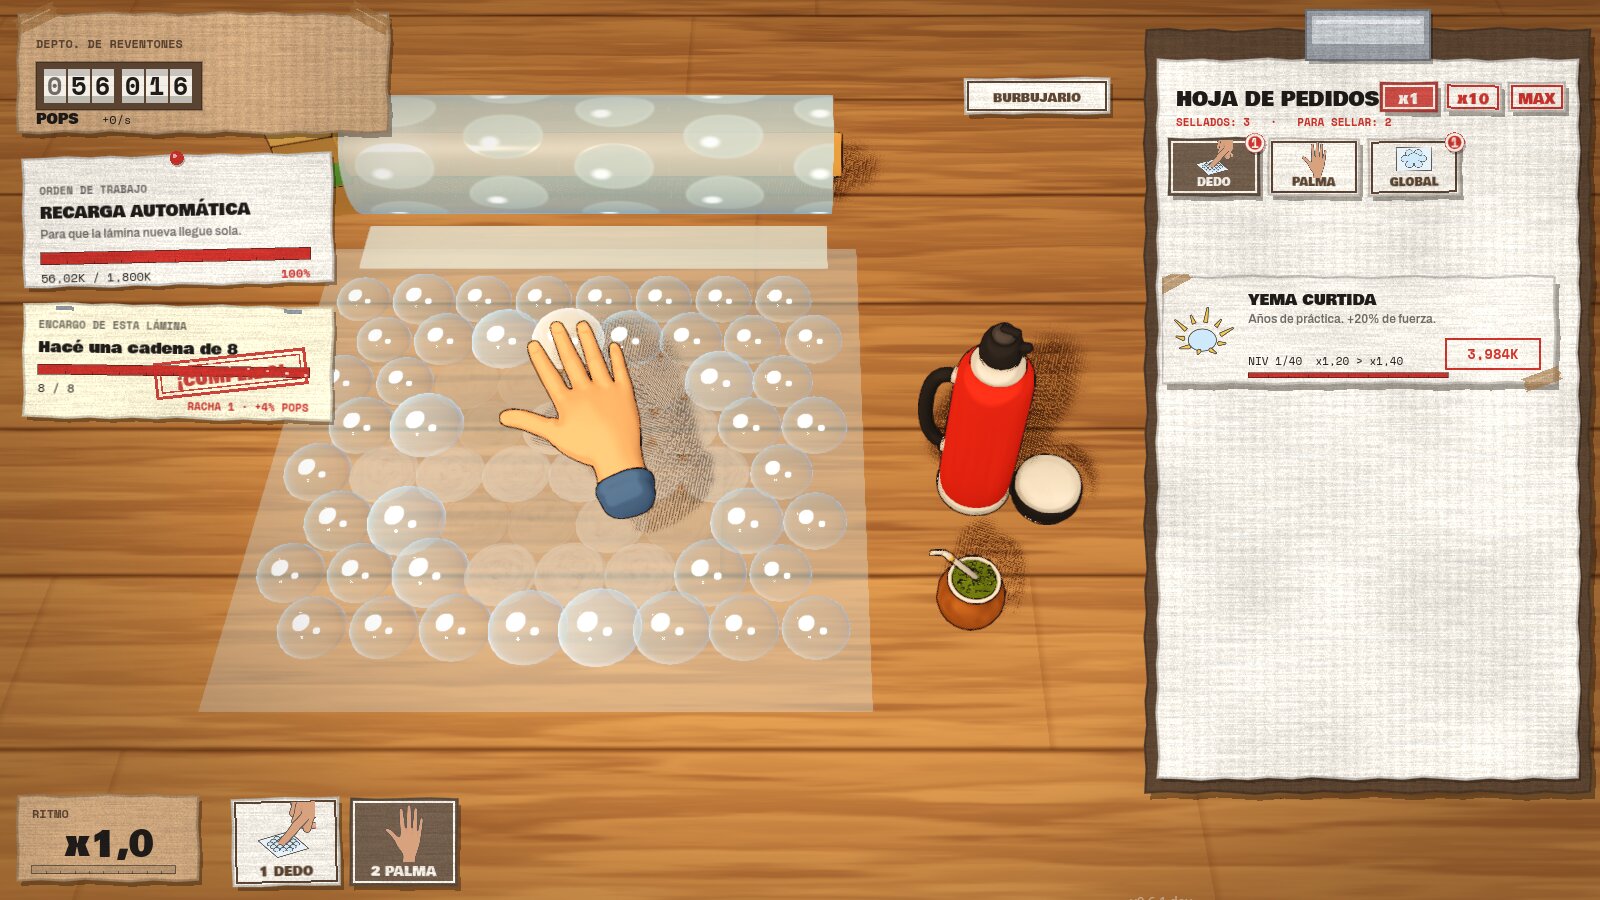 DEPTO. DE REVENTONES
056 016
POPS +0/s
ORDEN DE TRABAJO
RECARGA AUTOMÁTICA
Para que la lámina nueva llegue sola.
56,02K / 1,800K 100%
ENCARGO DE ESTA LÁMINA
Hacé una cadena de 8
8 / 8
RACHA 1 · +4% POPS
BURBUJARIO
HOJA DE PEDIDOS x1 x10 MAX
SELLADOS: 3 · PARA SELLAR: 2
1 1
DEDO PALMA GLOBAL
YEMA CURTIDA
Años de práctica. +20% de fuerza.
NIV 1/40 x1,20 > x1,40 3,984K
RITMO
x1,0
1 DEDO 2 PALMA